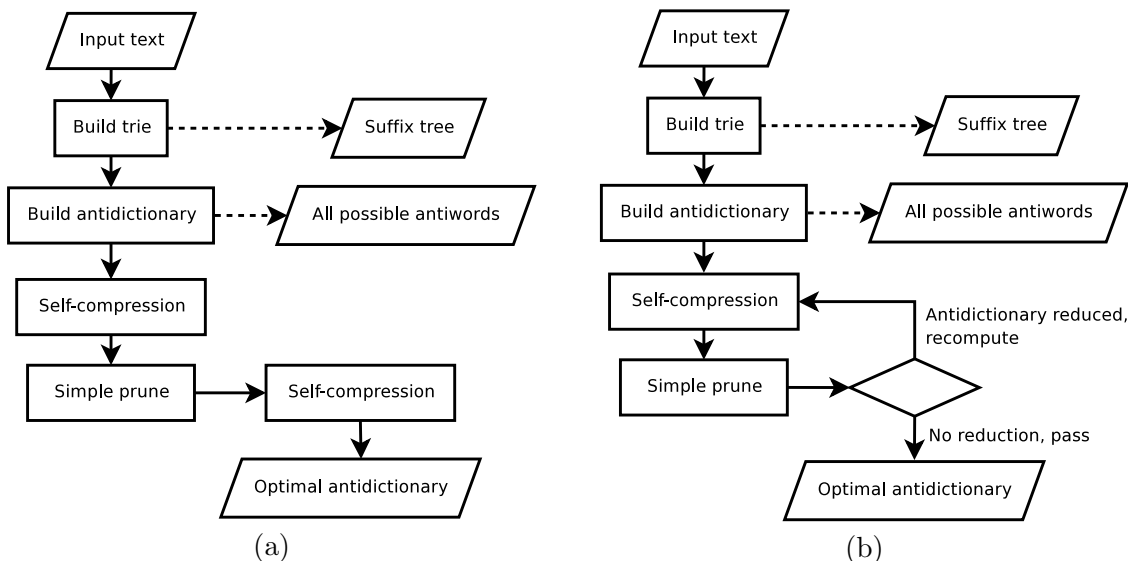 Input text
Build trie
Suffix tree
Build antidictionary
All possible antiwords
Self-compression
Simple prune
Self-compression
Optimal antidictionary
(a)
Input text
Build trie
Suffix tree
Build antidictionary
All possible antiwords
Self-compression
Antidictionary reduced,
recompute
Simple prune
No reduction, pass
Optimal antidictionary
(b)